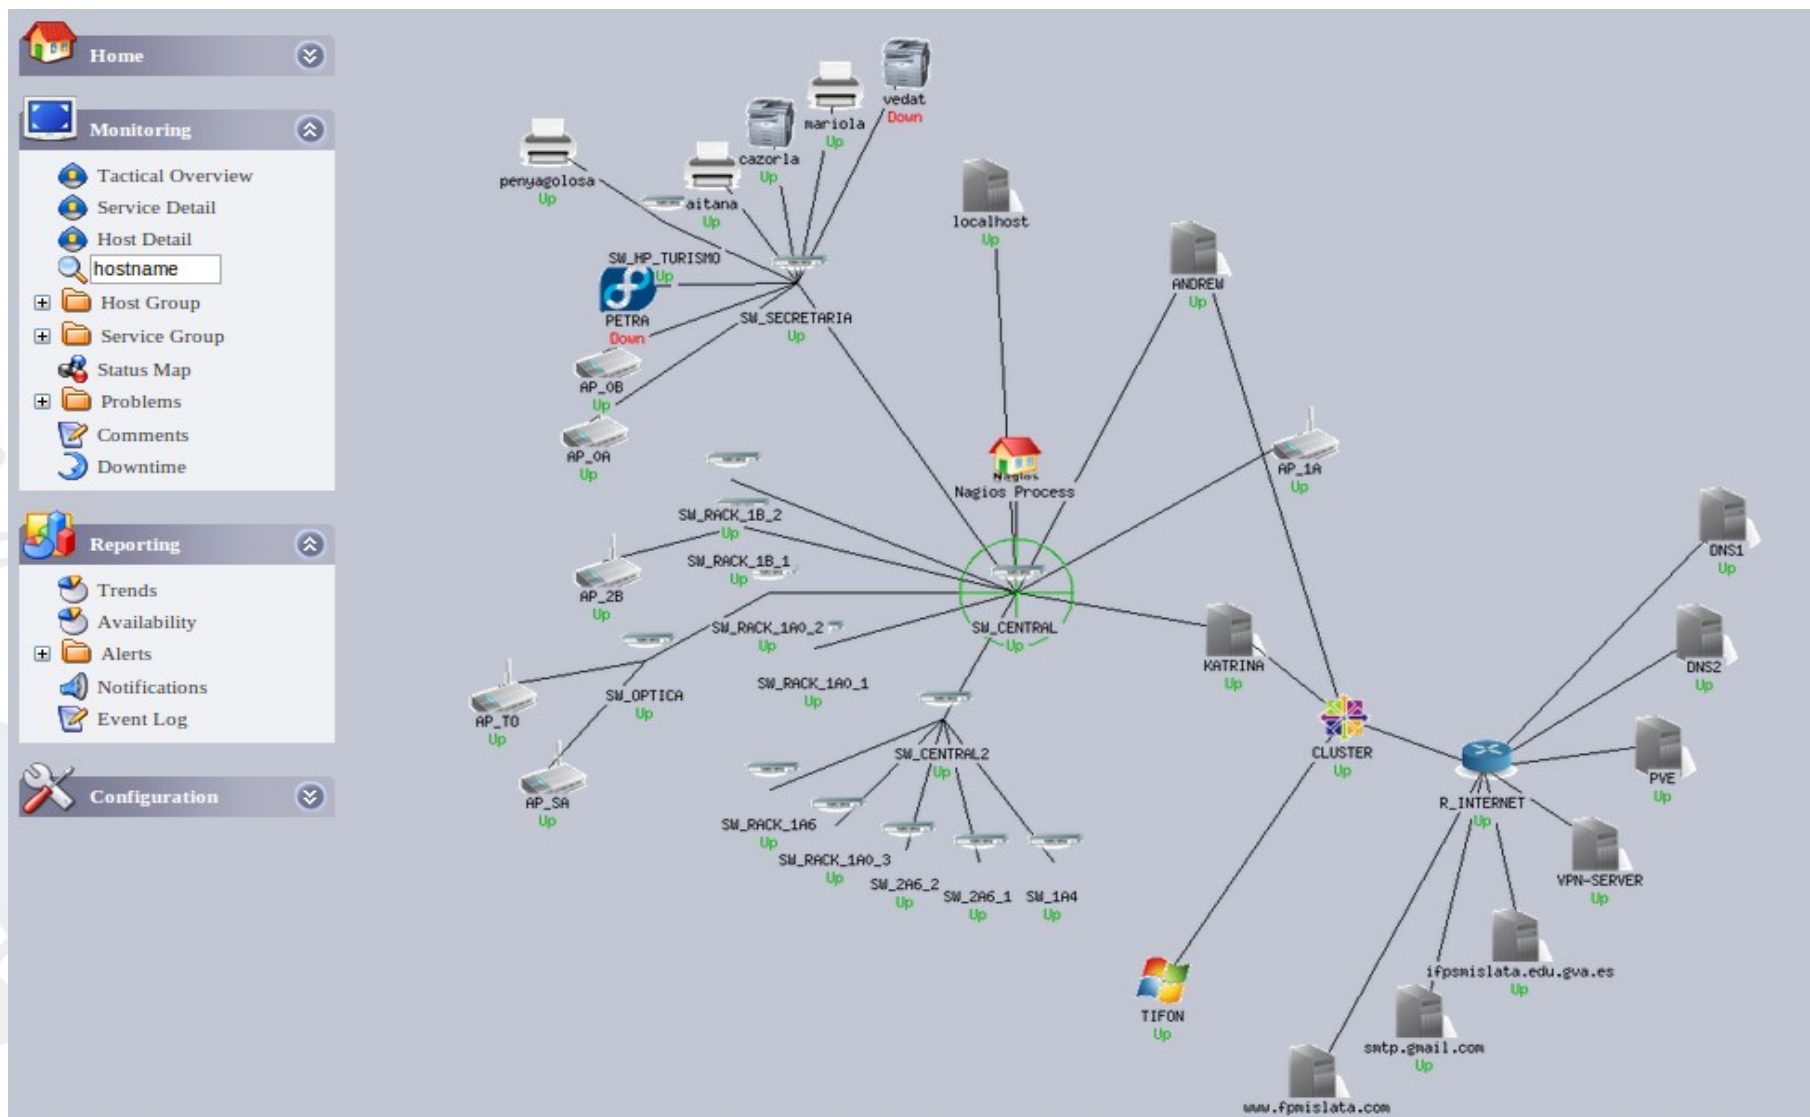 Home
Monitoring
Tactical Overview
Service Detail
Host Detail
hostname
Host Group
Service Group
Status Map
Problems
Comments
Downtime
Reporting
Trends
Availability
Alerts
Notifications
Event Log
Configuration
vedat
Down
mariola
Up
cazorla
Up
penyagolosa
Up
aitana
Up
localhost
Up
SW_HP_TURISMO
Up
ANDREW
Up
PETRA
Down
SW_SECRETARIA
Up
AP_0B
Up
AP_0A
Up
AP_1A
Up
Nagios
Nagios Process
SW_RACK_1B_2
Up
SW_RACK_1B_1
Up
DNS1
Up
AP_2B
Up
SW_RACK_1A0_2
Up
SW_CENTRAL
Up
KATRINA
Up
DNS2
Up
SW_RACK_1A0_1
Up
SW_OPTICA
Up
AP_TO
Up
SW_CENTRAL2
Up
CLUSTER
Up
PVE
Up
AP_SA
Up
R_INTERNET
Up
SW_RACK_1A6
Up
SW_RACK_1A0_3
Up
SW_2A6_2
Up
SW_2A6_1
Up
SW_1A4
Up
VPN-SERVER
Up
ifpsmislata.edu.gva.es
Up
TIFON
Up
smtp.gmail.com
Up
www.fpmislata.com